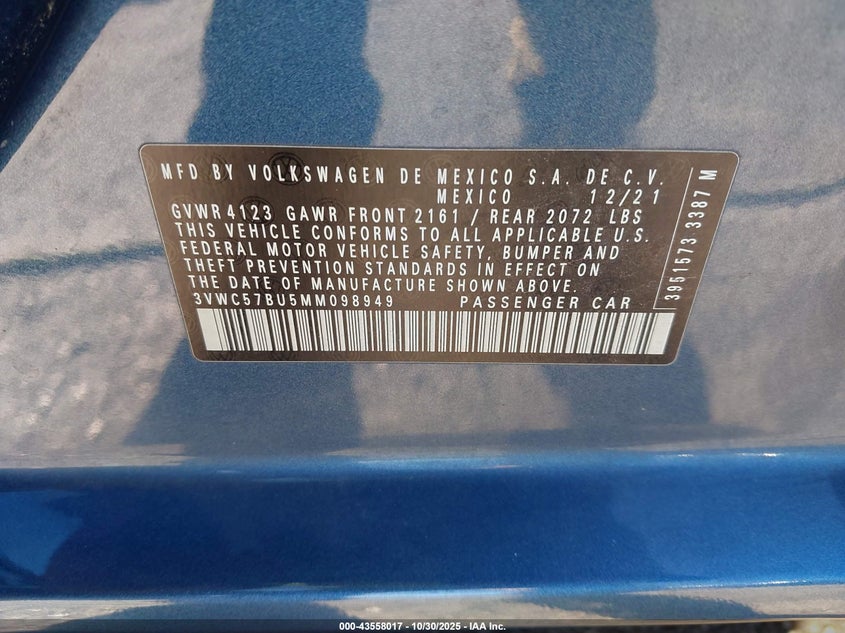 MFD BY VOLKSWAGEN DE MEXICO S.A. DE C.V.
MEXICO 12/21
GVWR 4123 GAWR FRONT 2161 / REAR 2072 LBS
THIS VEHICLE CONFORMS TO ALL APPLICABLE U.S.
FEDERAL MOTOR VEHICLE SAFETY, BUMPER AND
THEFT PREVENTION STANDARDS IN EFFECT ON
THE DATE OF MANUFACTURE SHOWN ABOVE.
3VWC57BU5MM098949 PASSENGER CAR
3951573 3387 M
000-43558017 - 10/30/2025 - IAA Inc.